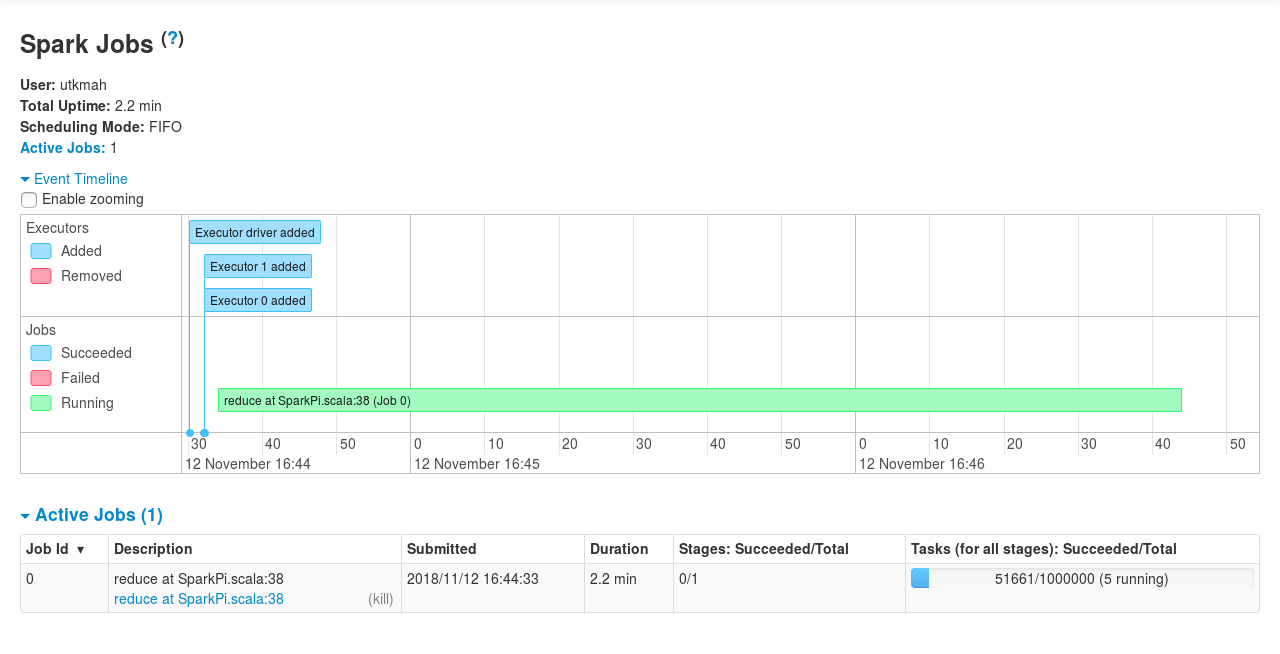 Spark Jobs (?)
User: utkmah
Total Uptime: 2.2 min
Scheduling Mode: FIFO
Active Jobs: 1
Event Timeline
Enable zooming
Executors
Added
Removed
Executor driver added
Executor 1 added
Executor 0 added
Jobs
Succeeded
Failed
Running
reduce at SparkPi.scala:38 (Job 0)
30 40 50 0 10 20 30 40 50 0 10 20 30 40 50
12 November 16:44 12 November 16:45 12 November 16:46
Active Jobs (1)
Job Id ▾ Description Submitted Duration Stages: Succeeded/Total Tasks (for all stages): Succeeded/Total
0 reduce at SparkPi.scala:38 2018/11/12 16:44:33 2.2 min 0/1 51661/1000000 (5 running)
reduce at SparkPi.scala:38 (kill)